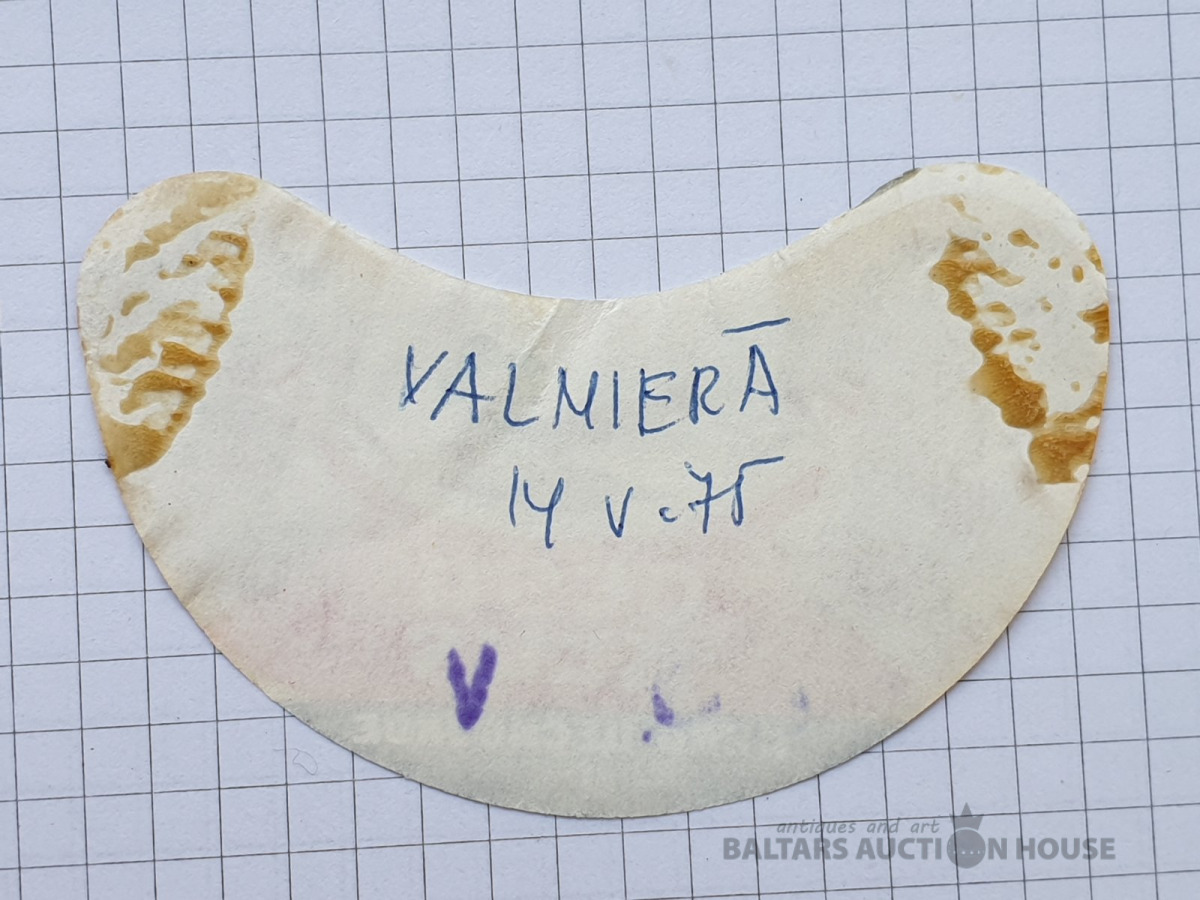 VALMIERĀ
14 V.75
V
antiques and art
BALTARS AUCTION HOUSE